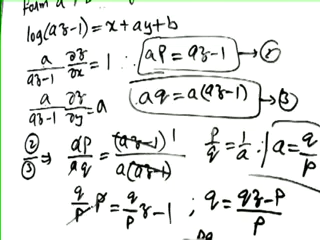 Form a
log(az-1) = x + ay + b
a/(az-1) ∂z/∂x = 1 ∴ ap = az-1 → ②
a/(az-1) ∂z/∂y = a aq = a(az-1) → ③
②/③ ⇒ ap/aq = (az-1) 1/a(az-1) p/q = 1/a ∴ a = q/p
q/p · p = q/p z - 1 ; q = (qz-p)/p